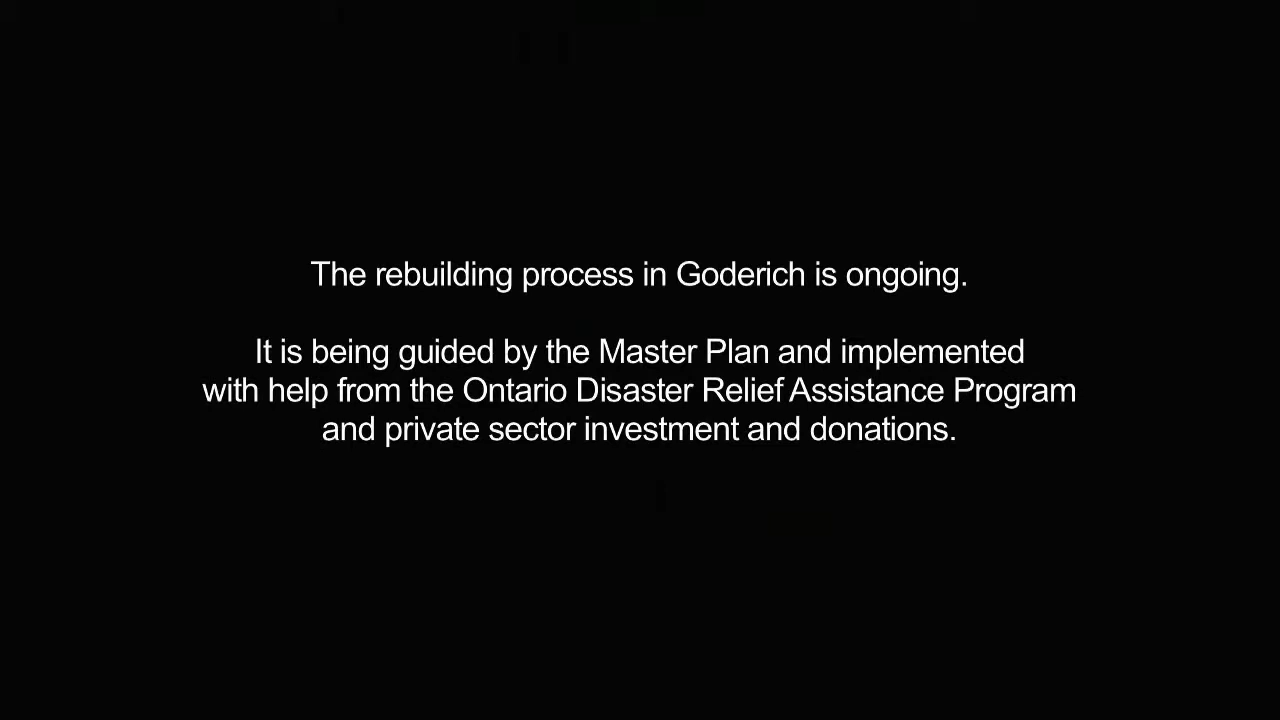 The rebuilding process in Goderich is ongoing.
It is being guided by the Master Plan and implemented
with help from the Ontario Disaster Relief Assistance Program
and private sector investment and donations.